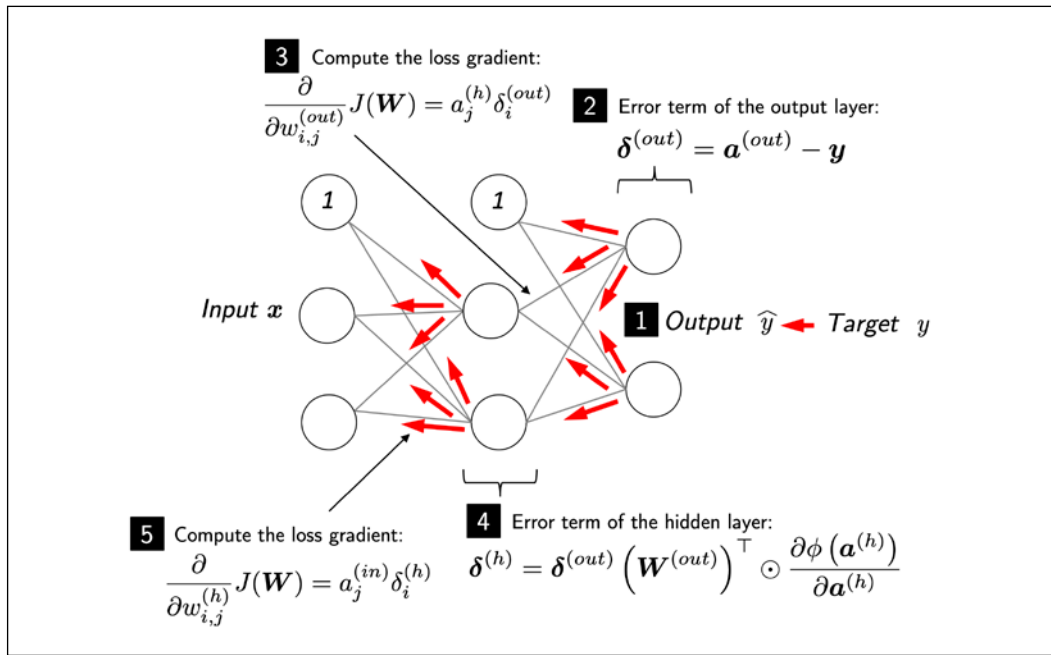 3 Compute the loss gradient:
∂/∂w_{i,j}^{(out)} J(W) = a_j^{(h)} δ_i^{(out)}
2 Error term of the output layer:
δ^{(out)} = a^{(out)} − y
1
1
Input x
1 Output ŷ
Target y
4 Error term of the hidden layer:
δ^{(h)} = δ^{(out)} (W^{(out)})^⊤ ⊙ ∂ϕ(a^{(h)})/∂a^{(h)}
5 Compute the loss gradient:
∂/∂w_{i,j}^{(h)} J(W) = a_j^{(in)} δ_i^{(h)}